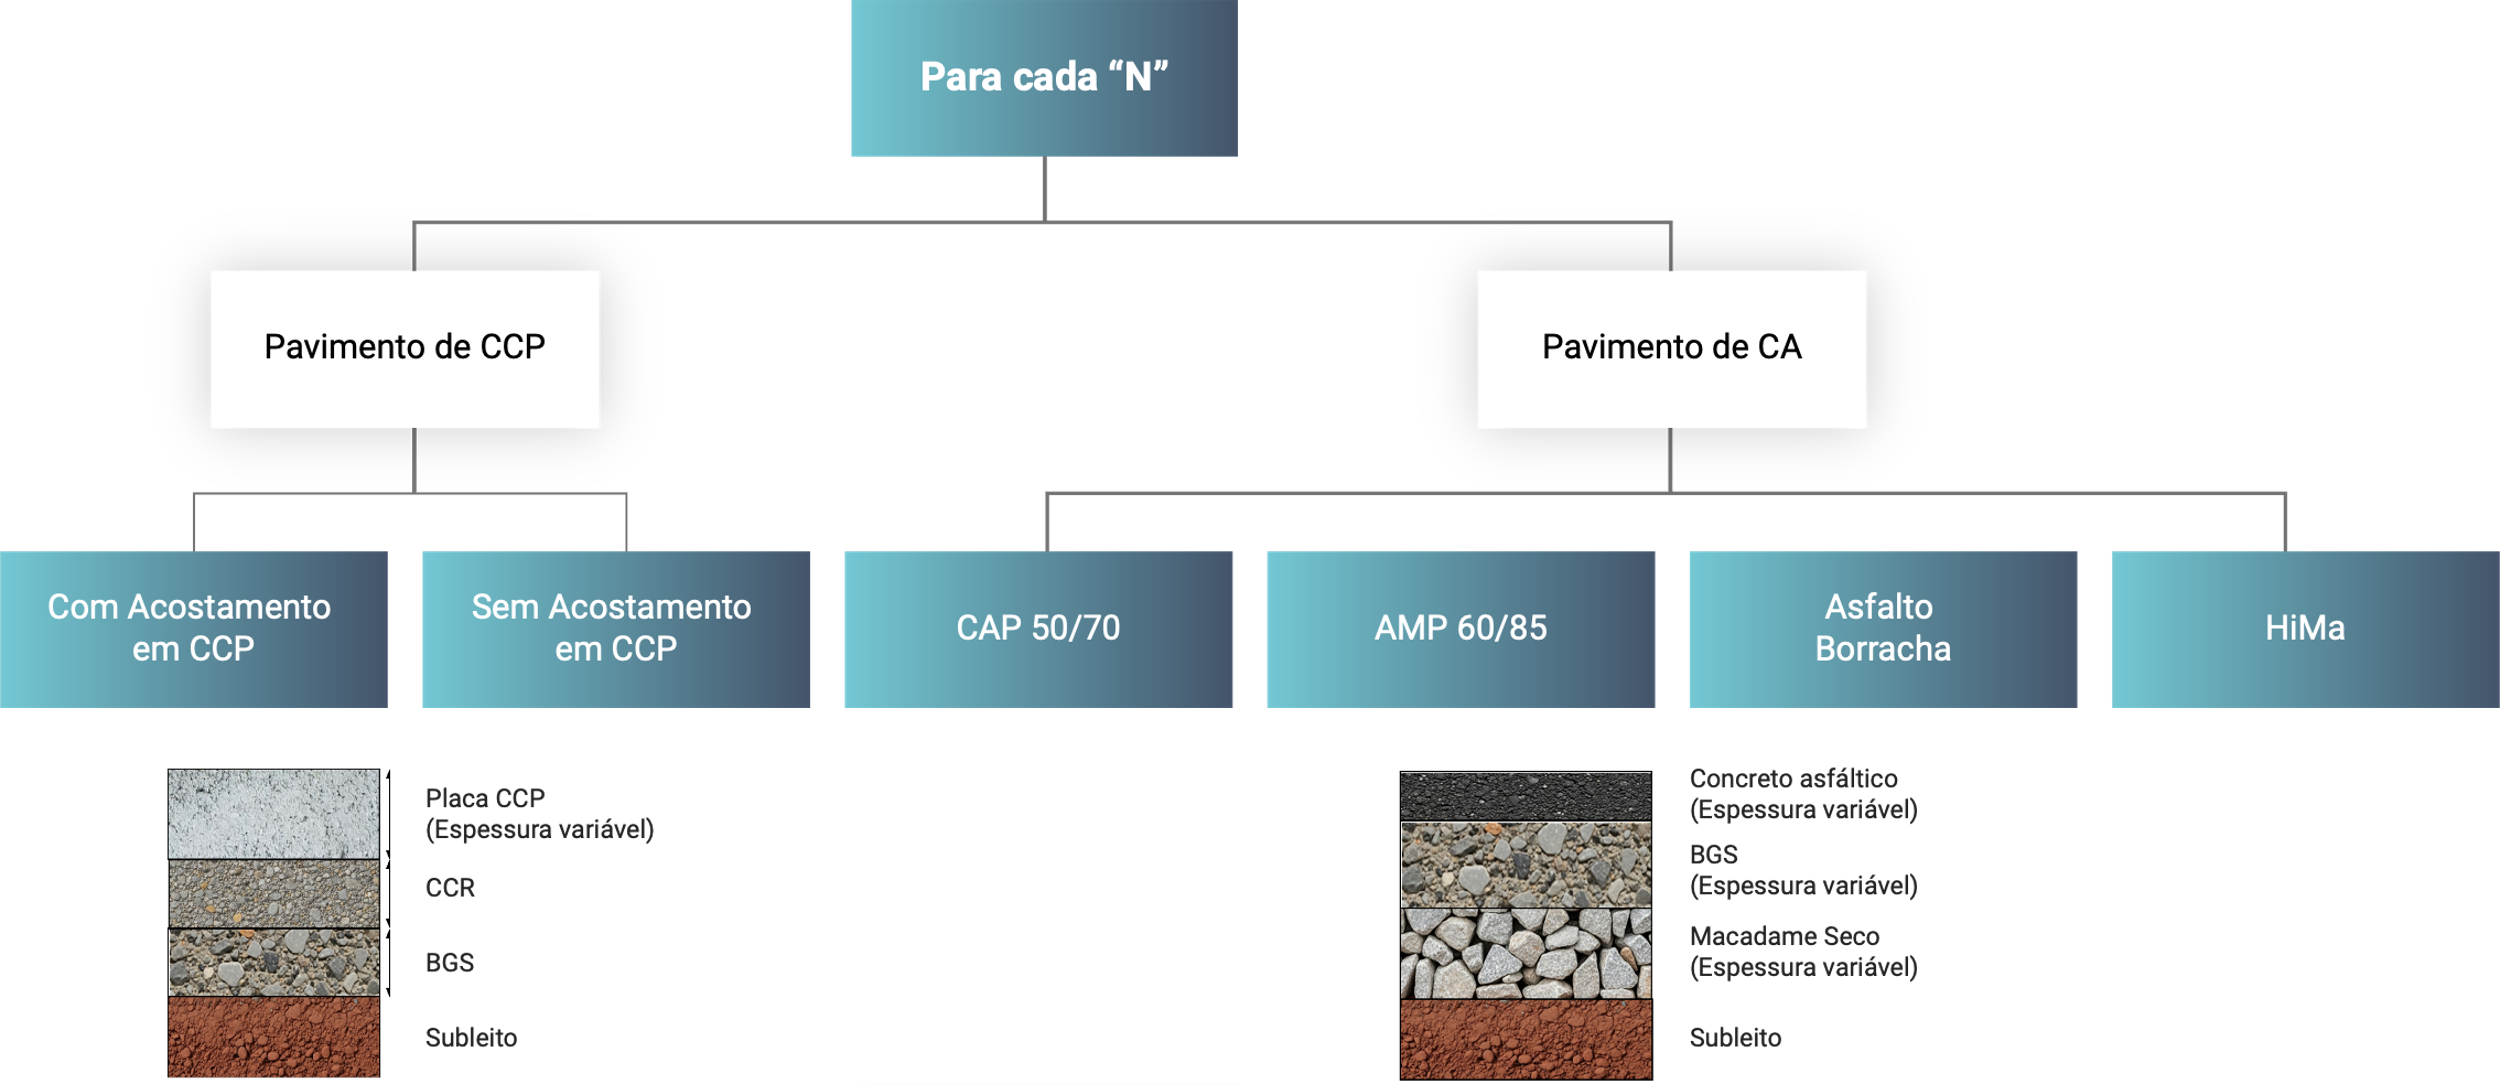 Para cada “N”
Pavimento de CCP
Pavimento de CA
Com Acostamento
em CCP
Sem Acostamento
em CCP
CAP 50/70
AMP 60/85
Asfalto
Borracha
HiMa
Placa CCP
(Espessura variável)
CCR
BGS
Subleito
Concreto asfáltico
(Espessura variável)
BGS
(Espessura variável)
Macadame Seco
(Espessura variável)
Subleito